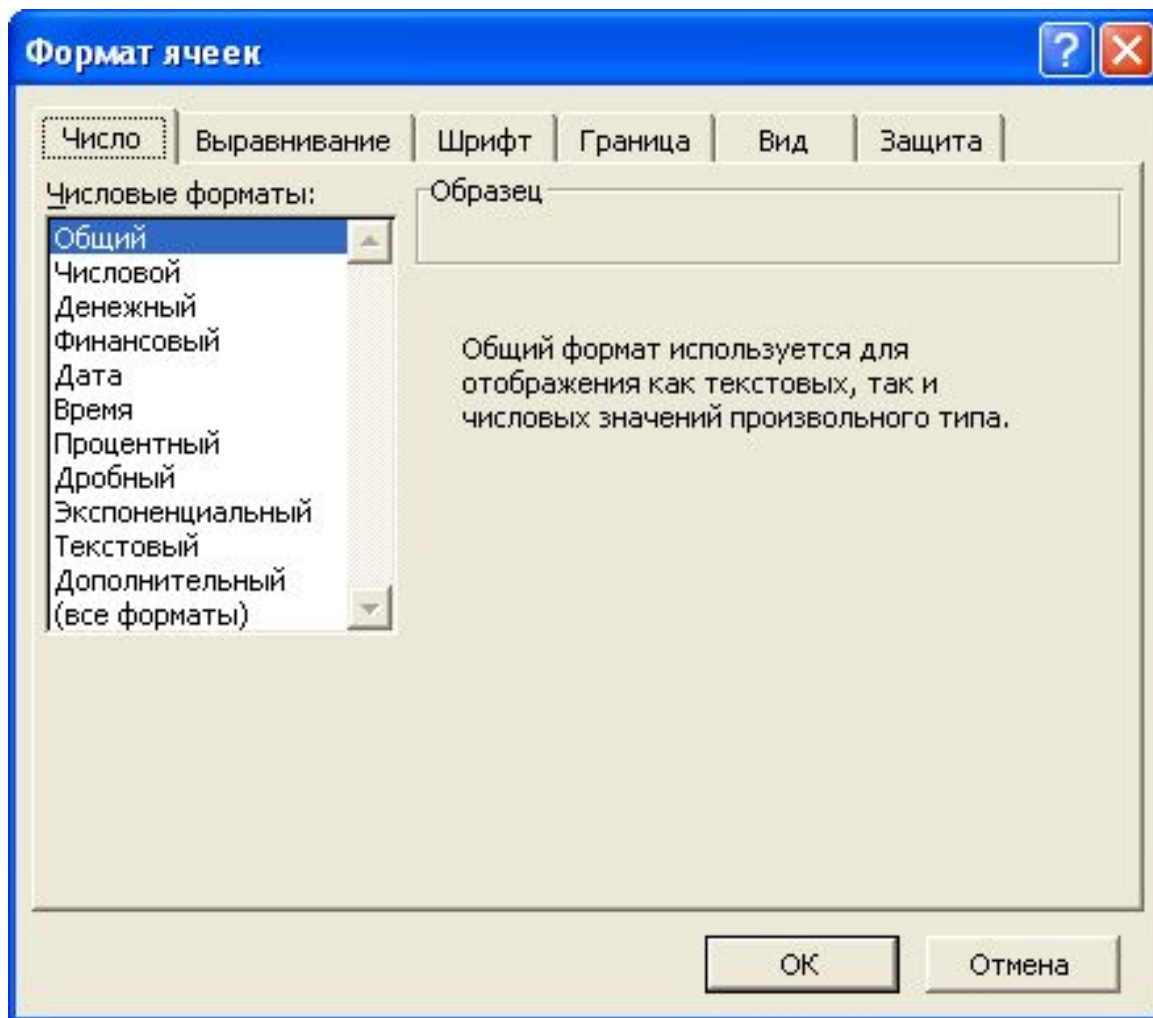 Формат ячеек
Число Выравнивание Шрифт Граница Вид Защита
Числовые форматы:
Общий
Числовой
Денежный
Финансовый
Дата
Время
Процентный
Дробный
Экспоненциальный
Текстовый
Дополнительный
(все форматы)
Образец
Общий формат используется для
отображения как текстовых, так и
числовых значений произвольного типа.
ОК Отмена